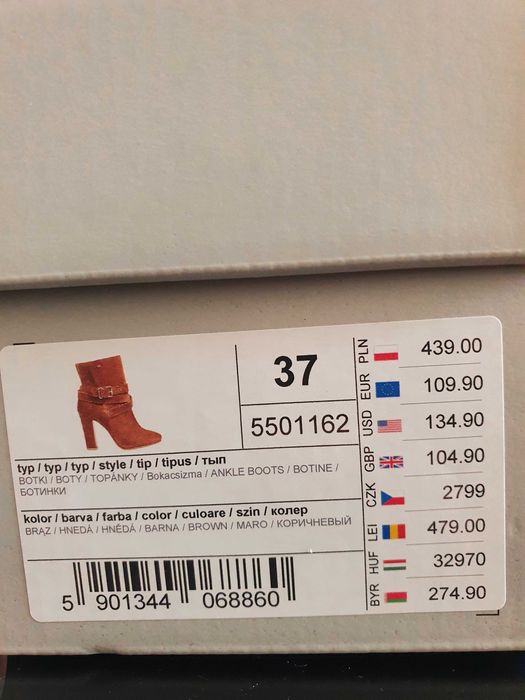 37
5501162
typ / typ / typ / style / tip / tipus / тып
BOTKI / BOTY / TOPÁNKY / Bokacsizma / ANKLE BOOTS / BOTINE /
БОТИНКИ
kolor / barva / farba / color / culoare / szin / колер
BRĄZ / HNEDÁ / HNĚDÁ / BARNA / BROWN / MARO / КОРИЧНЕВЫЙ
5 901344 068860
PLN 439.00
EUR 109.90
USD 134.90
GBP 104.90
CZK 2799
LEI 479.00
HUF 32970
BYR 274.90